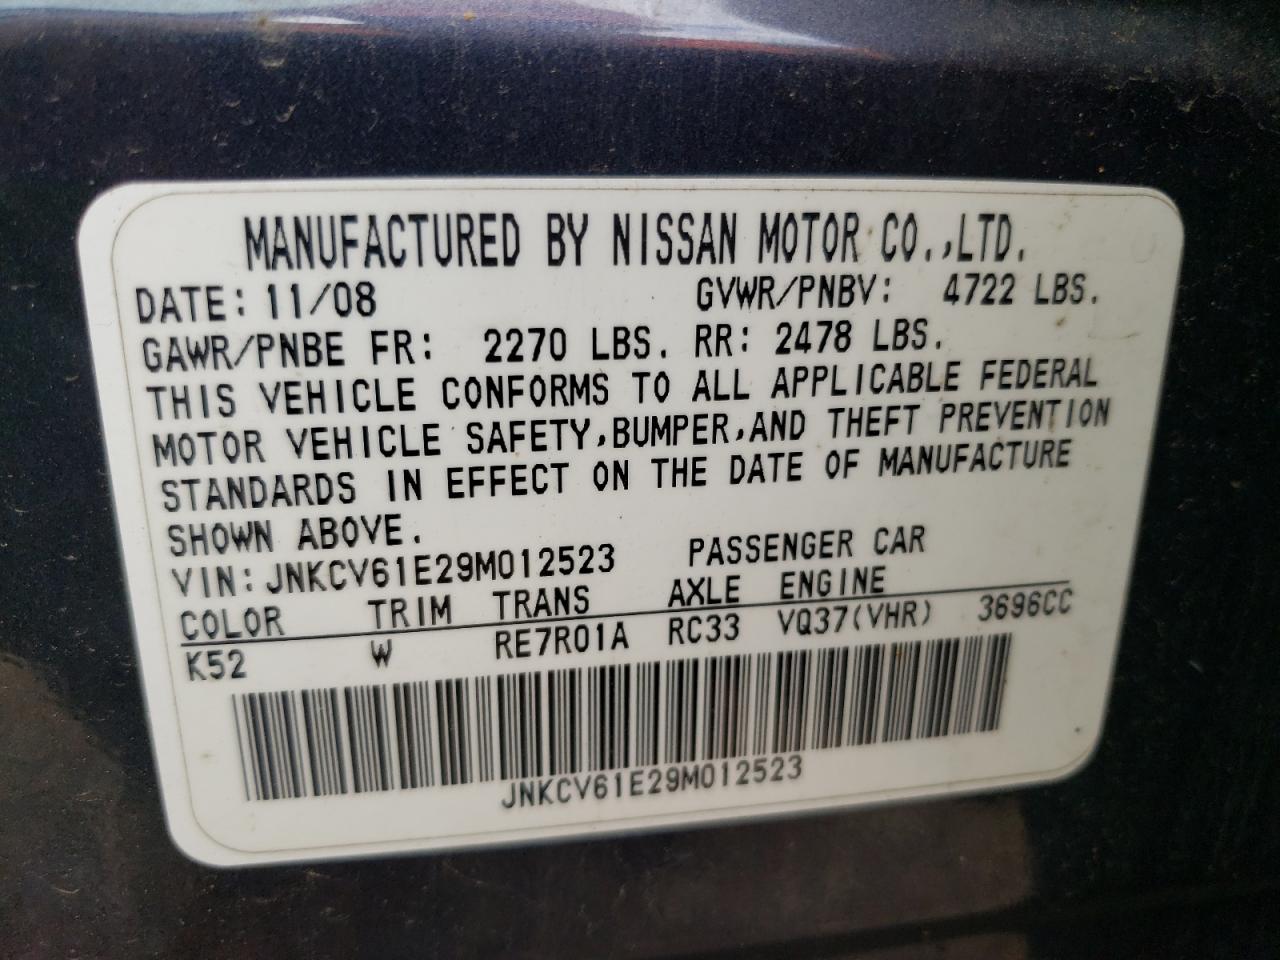 MANUFACTURED BY NISSAN MOTOR CO.,LTD.
DATE: 11/08 GVWR/PNBV: 4722 LBS.
GAWR/PNBE FR: 2270 LBS. RR: 2478 LBS.
THIS VEHICLE CONFORMS TO ALL APPLICABLE FEDERAL
MOTOR VEHICLE SAFETY,BUMPER,AND THEFT PREVENTION
STANDARDS IN EFFECT ON THE DATE OF MANUFACTURE
SHOWN ABOVE.
VIN:JNKCV61E29M012523 PASSENGER CAR
COLOR TRIM TRANS AXLE ENGINE
K52 W RE7R01A RC33 VQ37(VHR) 3696CC
JNKCV61E29M012523